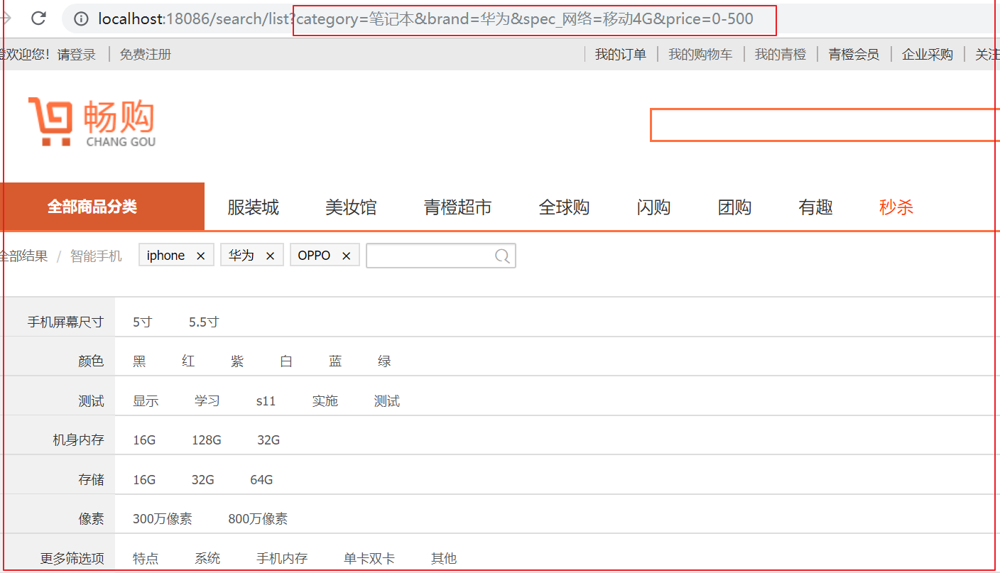 localhost:18086/search/list?category=笔记本&brand=华为&spec_网络=移动4G&price=0-500
橙欢迎您！请登录 免费注册 我的订单 我的购物车 我的青橙 青橙会员 企业采购 关注
畅购
CHANG GOU
全部商品分类 服装城 美妆馆 青橙超市 全球购 闪购 团购 有趣 秒杀
全部结果 / 智能手机 iphone × 华为 × OPPO ×
手机屏幕尺寸 5寸 5.5寸
颜色 黑 红 紫 白 蓝 绿
测试 显示 学习 s11 实施 测试
机身内存 16G 128G 32G
存储 16G 32G 64G
像素 300万像素 800万像素
更多筛选项 特点 系统 手机内存 单卡双卡 其他